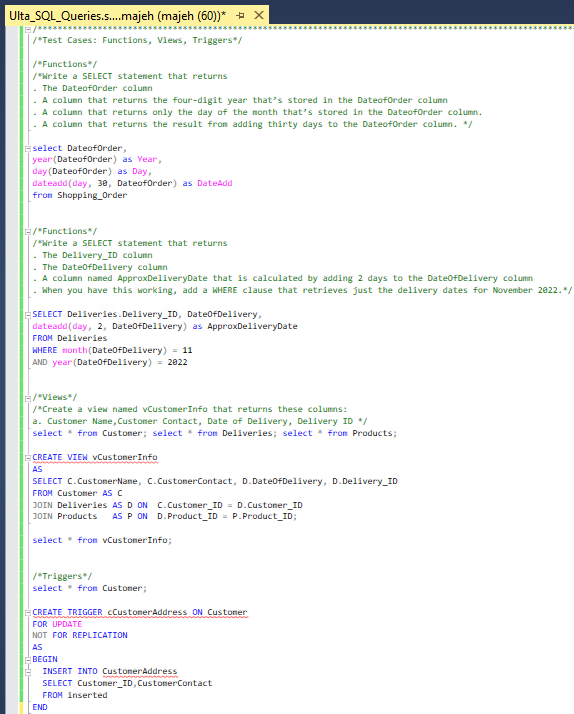 Ulta_SQL_Queries.s....majeh (majeh (60))*
/*******************************************************************************************************************
/*Test Cases: Functions, Views, Triggers*/
/*Functions*/
/*Write a SELECT statement that returns
. The DateofOrder column
. A column that returns the four-digit year that's stored in the DateofOrder column
. A column that returns only the day of the month that's stored in the DateofOrder column.
. A column that returns the result from adding thirty days to the DateofOrder column. */
select DateofOrder,
year(DateofOrder) as Year,
day(DateofOrder) as Day,
dateadd(day, 30, DateofOrder) as DateAdd
from Shopping_Order
/*Functions*/
/*Write a SELECT statement that returns
. The Delivery_ID column
. The DateOfDelivery column
. A column named ApproxDeliveryDate that is calculated by adding 2 days to the DateOfDelivery column
. When you have this working, add a WHERE clause that retrieves just the delivery dates for November 2022.*/
SELECT Deliveries.Delivery_ID, DateOfDelivery,
dateadd(day, 2, DateOfDelivery) as ApproxDeliveryDate
FROM Deliveries
WHERE month(DateOfDelivery) = 11
AND year(DateOfDelivery) = 2022
/*Views*/
/*Create a view named vCustomerInfo that returns these columns:
a. Customer Name,Customer Contact, Date of Delivery, Delivery ID */
select * from Customer; select * from Deliveries; select * from Products;
CREATE VIEW vCustomerInfo
AS
SELECT C.CustomerName, C.CustomerContact, D.DateOfDelivery, D.Delivery_ID
FROM Customer AS C
JOIN Deliveries AS D ON C.Customer_ID = D.Customer_ID
JOIN Products AS P ON D.Product_ID = P.Product_ID;
select * from vCustomerInfo;
/*Triggers*/
select * from Customer;
CREATE TRIGGER cCustomerAddress ON Customer
FOR UPDATE
NOT FOR REPLICATION
AS
BEGIN
INSERT INTO CustomerAddress
SELECT Customer_ID,CustomerContact
FROM inserted
END